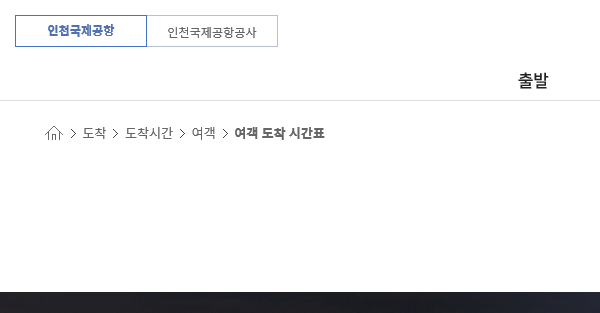 인천국제공항 인천국제공항공사
출발
도착 > 도착시간 > 여객 > 여객 도착 시간표